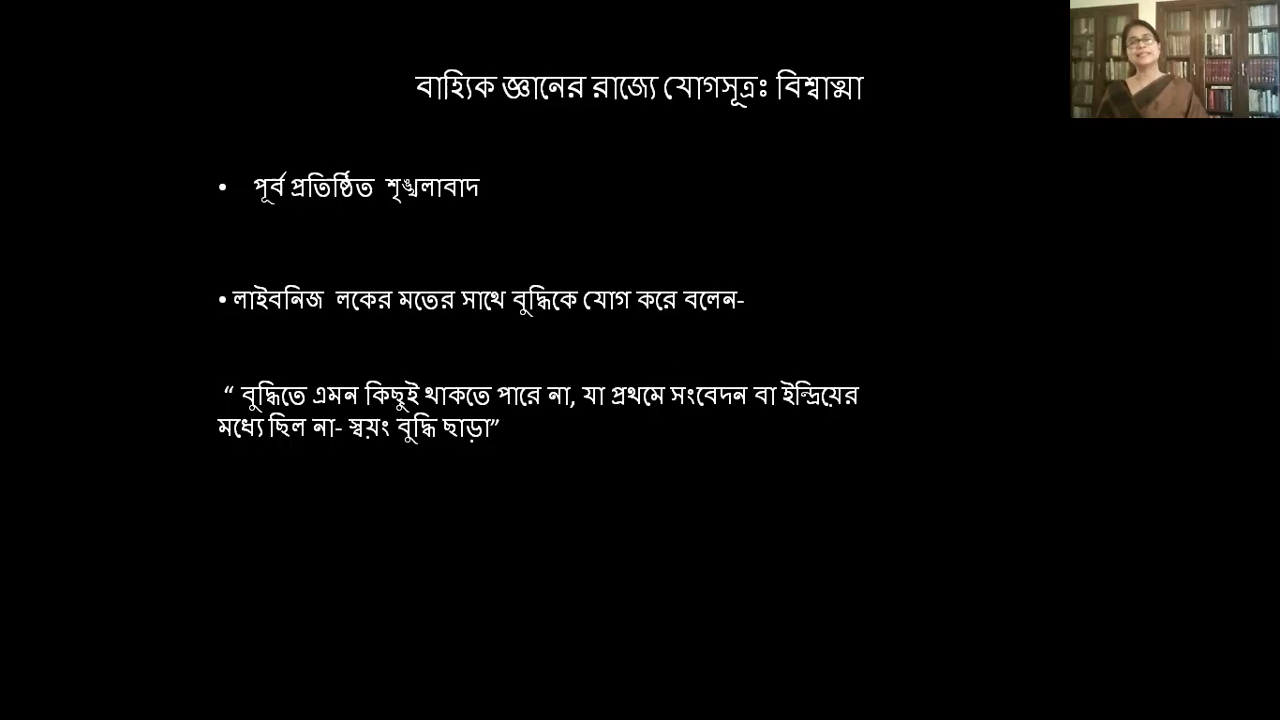 বাহ্যিক জ্ঞানের রাজ্যে যোগসূত্রঃ বিশ্বাত্মা
• পূর্ব প্রতিষ্ঠিত শৃঙ্খলাবাদ
• লাইবনিজ লকের মতের সাথে বুদ্ধিকে যোগ করে বলেন-
“ বুদ্ধিতে এমন কিছুই থাকতে পারে না, যা প্রথমে সংবেদন বা ইন্দ্রিয়ের
মধ্যে ছিল না- স্বয়ং বুদ্ধি ছাড়া”